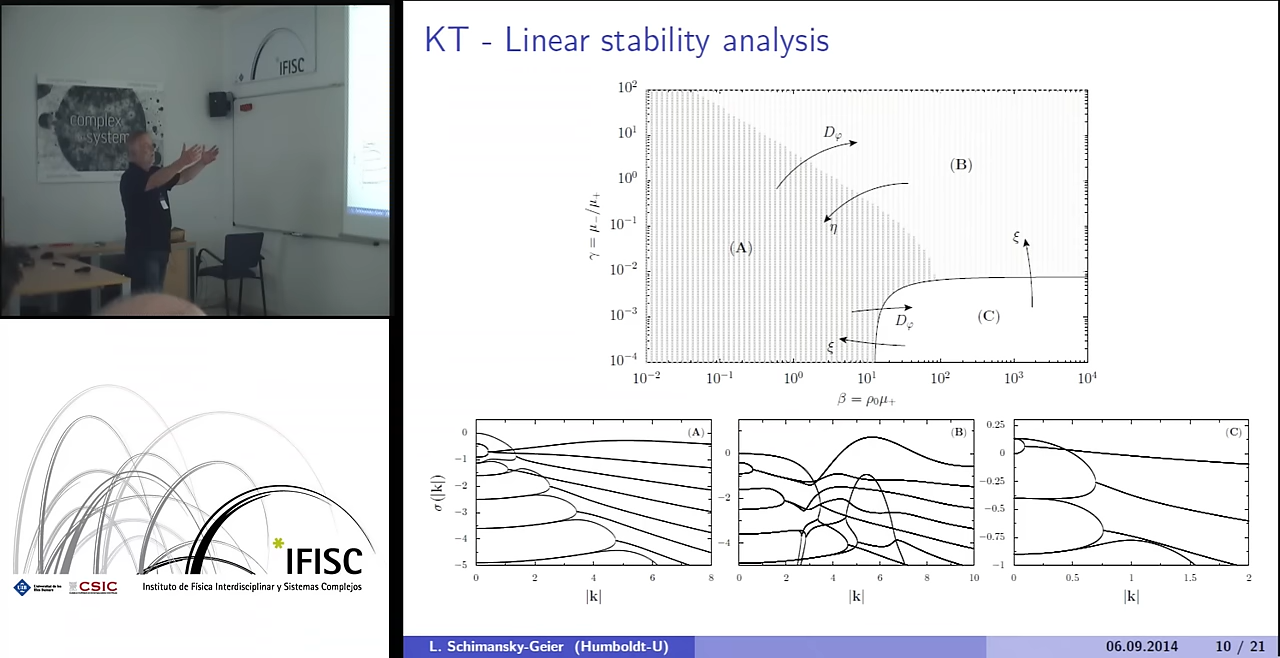 IFISC
complex
system
KT - Linear stability analysis
10²
10¹
10⁰
10⁻¹
10⁻²
10⁻³
10⁻⁴
γ = μ₋/μ₊
Dφ
(B)
η
(A)
ξ
Dφ
(C)
ξ
10⁻² 10⁻¹ 10⁰ 10¹ 10² 10³ 10⁴
β = ρ₀μ₊
(A)
0
−1
−2
−3
−4
−5
σ(|k|)
0 2 4 6 8
|k|
(B)
0
−2
−4
0 2 4 6 8 10
|k|
(C)
0.25
0
−0.25
−0.5
−0.75
−1
0 0.5 1 1.5 2
|k|
*IFISC
UIB
CSIC
Instituto de Física Interdisciplinar y Sistemas Complejos
L. Schimansky-Geier (Humboldt-U) 06.09.2014 10 / 21